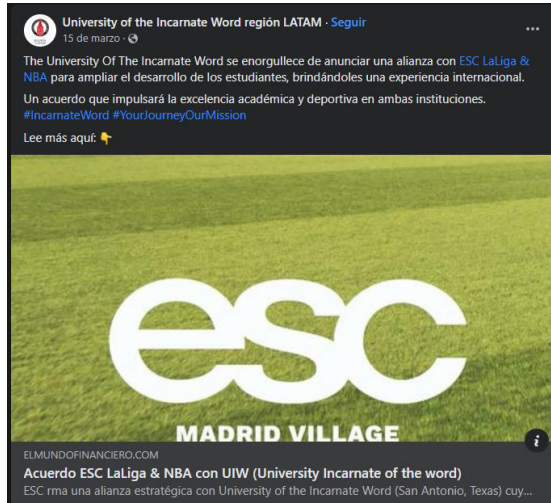 University of the Incarnate Word región LATAM · Seguir
15 de marzo ·
The University Of The Incarnate Word se enorgullece de anunciar una alianza con ESC LaLiga &
NBA para ampliar el desarrollo de los estudiantes, brindándoles una experiencia internacional.
Un acuerdo que impulsará la excelencia académica y deportiva en ambas instituciones.
#IncarnateWord #YourJourneyOurMission
Lee más aquí: 👇
esc
MADRID VILLAGE
ELMUNDOFINANCIERO.COM
Acuerdo ESC LaLiga & NBA con UIW (University Incarnate of the word)
ESC rma una alianza estratégica con University of the Incarnate Word (San Antonio, Texas) cuy...